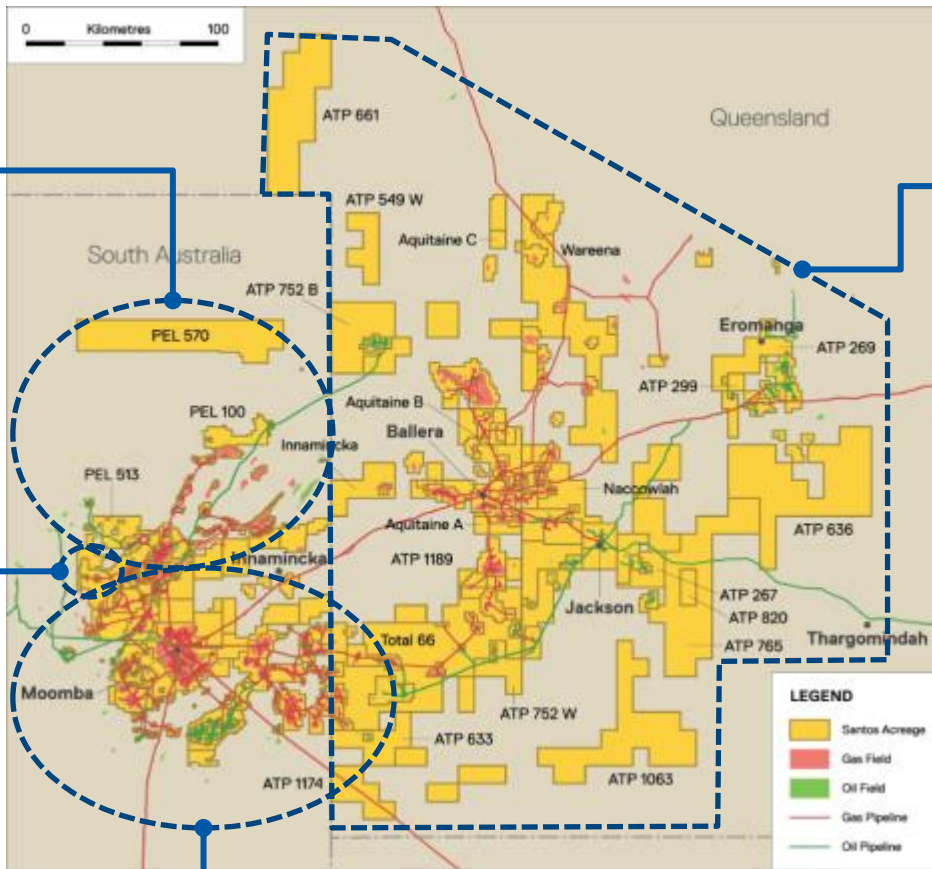 0 Kilometres 100
ATP 661
Queensland
ATP 549 W
Aquitaine C
Wareena
South Australia
ATP 752 B
PEL 570
Eromanga
ATP 269
ATP 299
PEL 100
Aquitaine B
Ballera
Innamincka
PEL 513
Naccowlah
Aquitaine A
ATP 636
ATP 1189
Innamincka
ATP 267
Jackson
ATP 820
Total 66
ATP 765
Thargomindah
Moomba
ATP 752 W
ATP 633
ATP 1174
ATP 1063
LEGEND
Santos Acreage
Gas Field
Oil Field
Gas Pipeline
Oil Pipeline